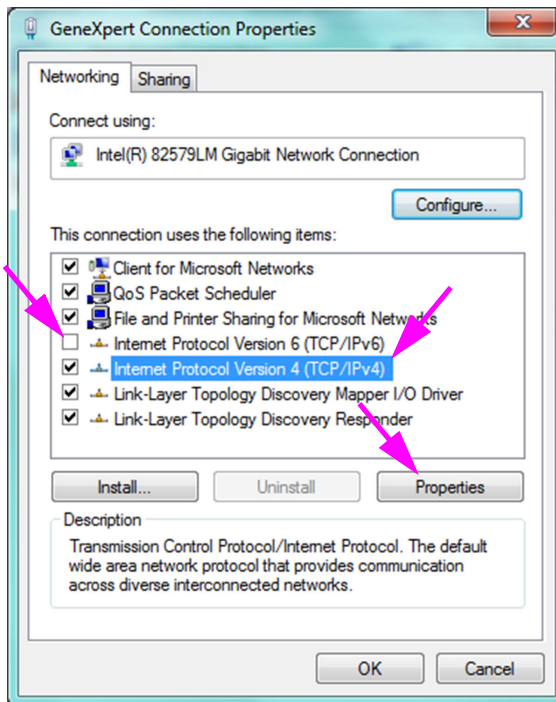 GeneXpert Connection Properties
Networking
Sharing
Connect using:
Intel(R) 82579LM Gigabit Network Connection
Configure...
This connection uses the following items:
Client for Microsoft Networks
QoS Packet Scheduler
File and Printer Sharing for Microsoft Networks
Internet Protocol Version 6 (TCP/IPv6)
Internet Protocol Version 4 (TCP/IPv4)
Link-Layer Topology Discovery Mapper I/O Driver
Link-Layer Topology Discovery Responder
Install...
Uninstall
Properties
Description
Transmission Control Protocol/Internet Protocol. The default
wide area network protocol that provides communication
across diverse interconnected networks.
OK
Cancel